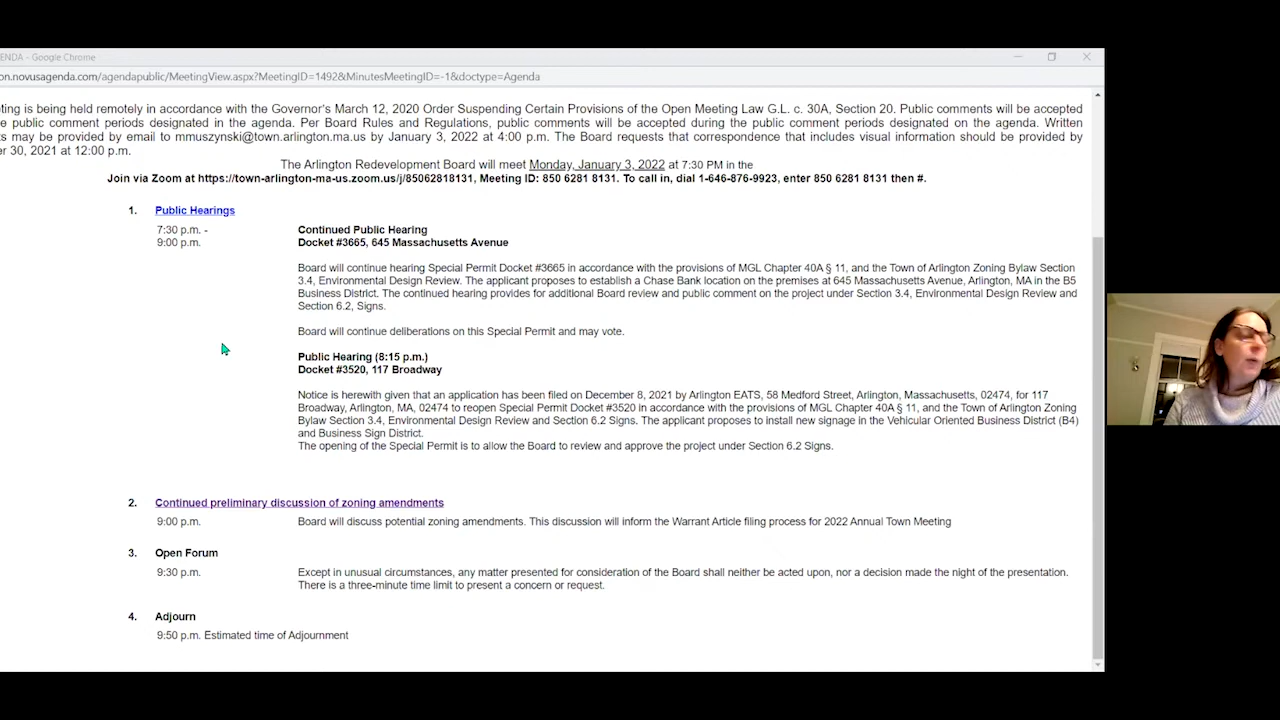 ENDA - Google Chrome
on.novusagenda.com/agendapublic/MeetingView.aspx?MeetingID=1492&MinutesMeetingID=-1&doctype=Agenda
ting is being held remotely in accordance with the Governor's March 12, 2020 Order Suspending Certain Provisions of the Open Meeting Law G.L. c. 30A, Section 20. Public comments will be accepted
e public comment periods designated in the agenda. Per Board Rules and Regulations, public comments will be accepted during the public comment periods designated on the agenda. Written
ts may be provided by email to mmuszynski@town.arlington.ma.us by January 3, 2022 at 4:00 p.m. The Board requests that correspondence that includes visual information should be provided by
er 30, 2021 at 12:00 p.m.
The Arlington Redevelopment Board will meet Monday, January 3, 2022 at 7:30 PM in the
Join via Zoom at https://town-arlington-ma-us.zoom.us/j/85062818131, Meeting ID: 850 6281 8131. To call in, dial 1-646-876-9923, enter 850 6281 8131 then #.
1. Public Hearings
7:30 p.m. - Continued Public Hearing
9:00 p.m. Docket #3665, 645 Massachusetts Avenue
Board will continue hearing Special Permit Docket #3665 in accordance with the provisions of MGL Chapter 40A § 11, and the Town of Arlington Zoning Bylaw Section
3.4, Environmental Design Review. The applicant proposes to establish a Chase Bank location on the premises at 645 Massachusetts Avenue, Arlington, MA in the B5
Business District. The continued hearing provides for additional Board review and public comment on the project under Section 3.4, Environmental Design Review and
Section 6.2, Signs.
Board will continue deliberations on this Special Permit and may vote.
Public Hearing (8:15 p.m.)
Docket #3520, 117 Broadway
Notice is herewith given that an application has been filed on December 8, 2021 by Arlington EATS, 58 Medford Street, Arlington, Massachusetts, 02474, for 117
Broadway, Arlington, MA, 02474 to reopen Special Permit Docket #3520 in accordance with the provisions of MGL Chapter 40A § 11, and the Town of Arlington Zoning
Bylaw Section 3.4, Environmental Design Review and Section 6.2 Signs. The applicant proposes to install new signage in the Vehicular Oriented Business District (B4)
and Business Sign District.
The opening of the Special Permit is to allow the Board to review and approve the project under Section 6.2 Signs.
2. Continued preliminary discussion of zoning amendments
9:00 p.m. Board will discuss potential zoning amendments. This discussion will inform the Warrant Article filing process for 2022 Annual Town Meeting
3. Open Forum
9:30 p.m. Except in unusual circumstances, any matter presented for consideration of the Board shall neither be acted upon, nor a decision made the night of the presentation.
There is a three-minute time limit to present a concern or request.
4. Adjourn
9:50 p.m. Estimated time of Adjournment